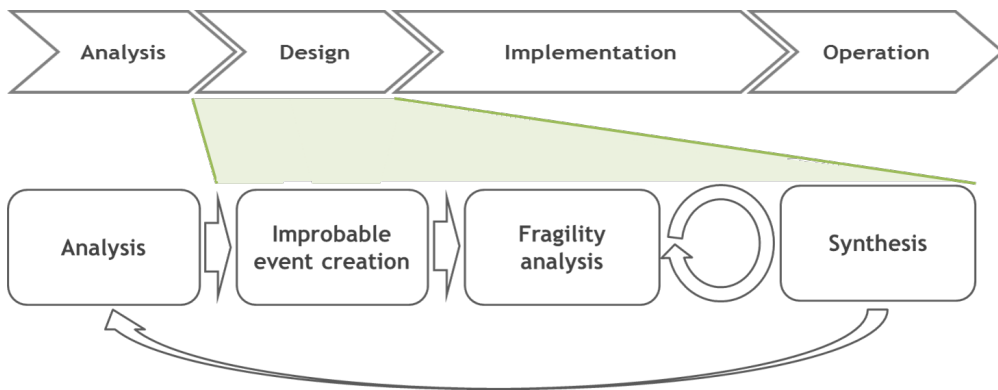 Analysis
Design
Implementation
Operation
Analysis
Improbable
event creation
Fragility
analysis
Synthesis